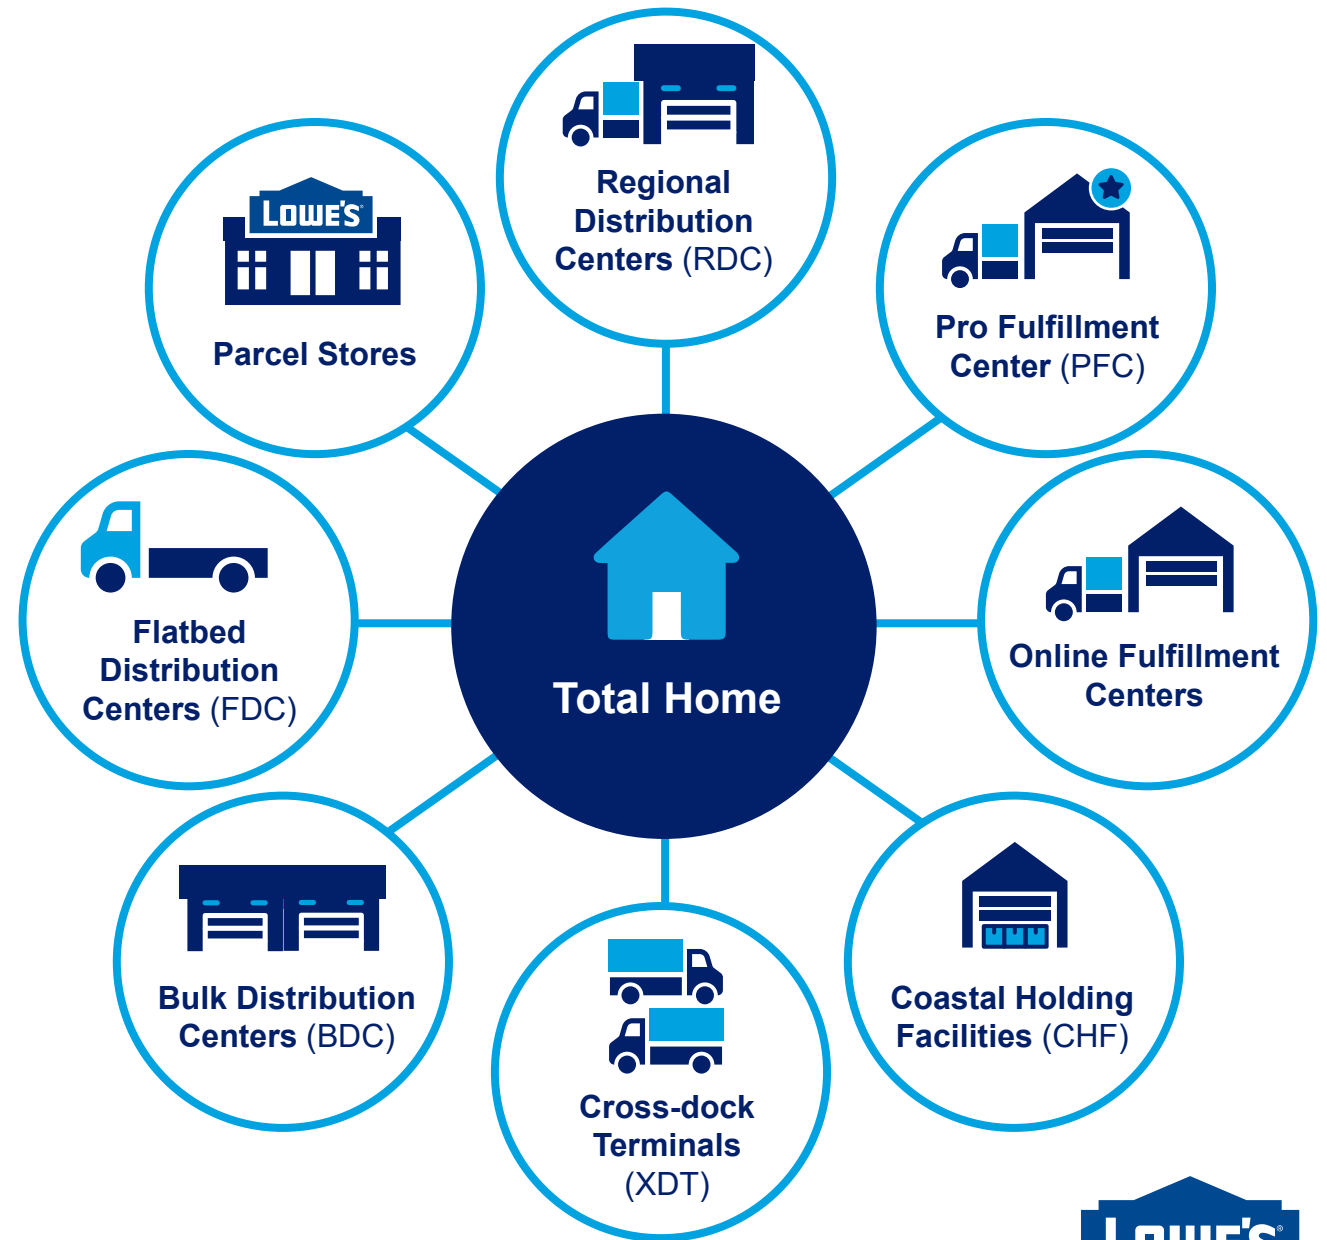 Regional
Distribution
Centers (RDC)
LOWE'S
Parcel Stores
Pro Fulfillment
Center (PFC)
Flatbed
Distribution
Centers (FDC)
Total Home
Online Fulfillment
Centers
Bulk Distribution
Centers (BDC)
Coastal Holding
Facilities (CHF)
Cross-dock
Terminals
(XDT)
LOWE'S®